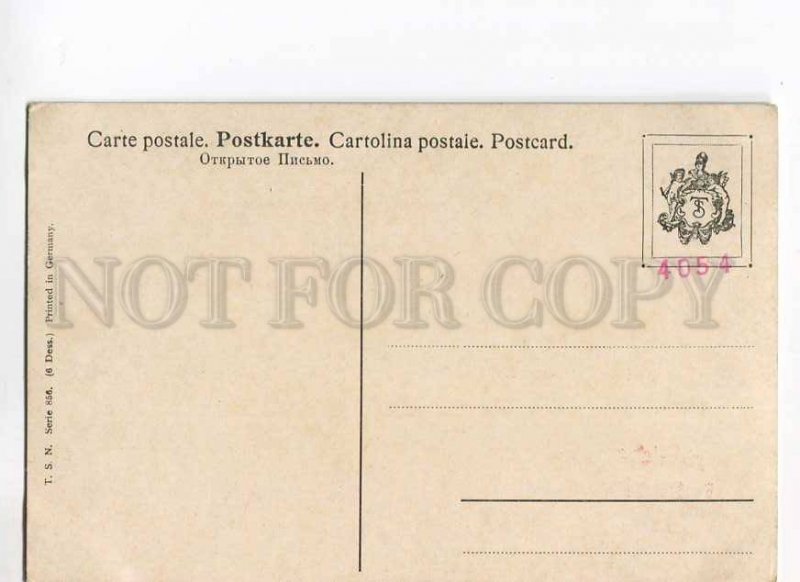 Carte postale. Postkarte. Cartolina postale. Postcard.
Открытое Письмо.
TS
4054
T. S. N. Serie 856. (6 Dess.) Printed in Germany.
NOT FOR COPY